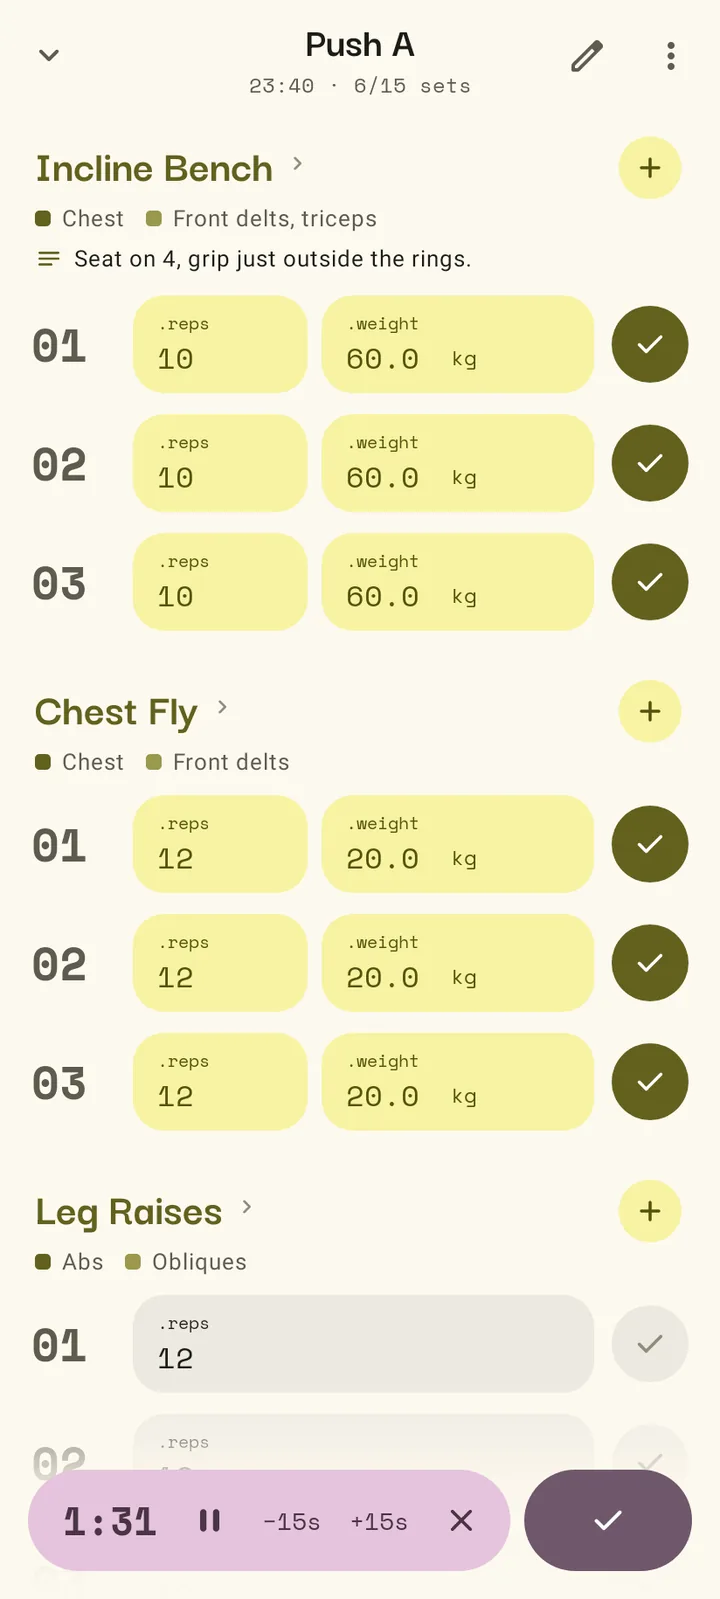 Push A
23:40 · 6/15 sets
Incline Bench
Chest Front delts, triceps
Seat on 4, grip just outside the rings.
01 .reps 10 .weight 60.0 kg
02 .reps 10 .weight 60.0 kg
03 .reps 10 .weight 60.0 kg
Chest Fly
Chest Front delts
01 .reps 12 .weight 20.0 kg
02 .reps 12 .weight 20.0 kg
03 .reps 12 .weight 20.0 kg
Leg Raises
Abs Obliques
01 .reps 12
02 .reps
1:31 -15s +15s